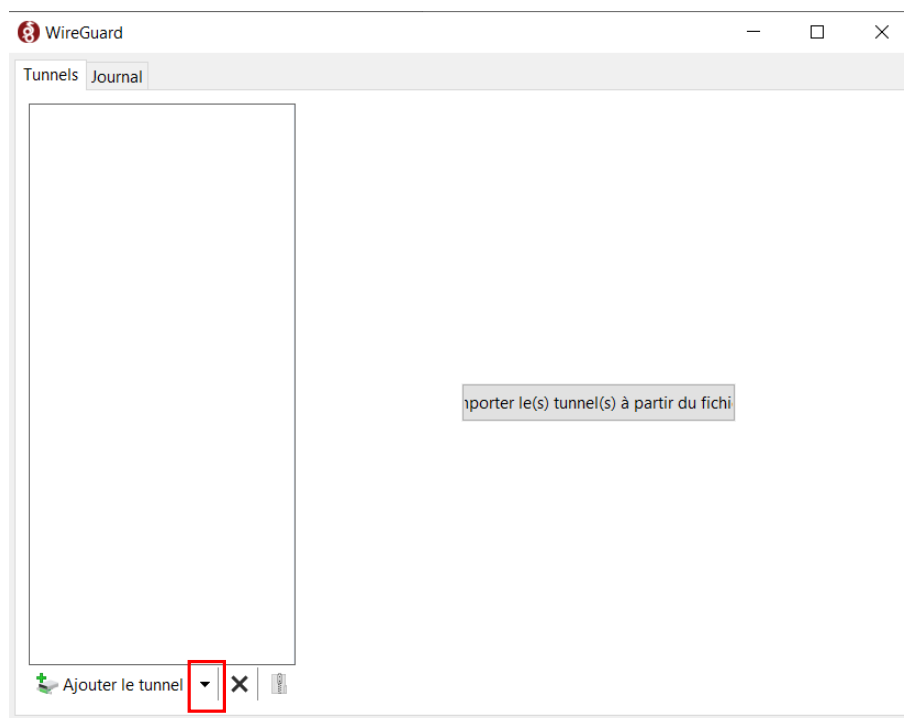 WireGuard
Tunnels Journal
nporter le(s) tunnel(s) à partir du fichi
Ajouter le tunnel